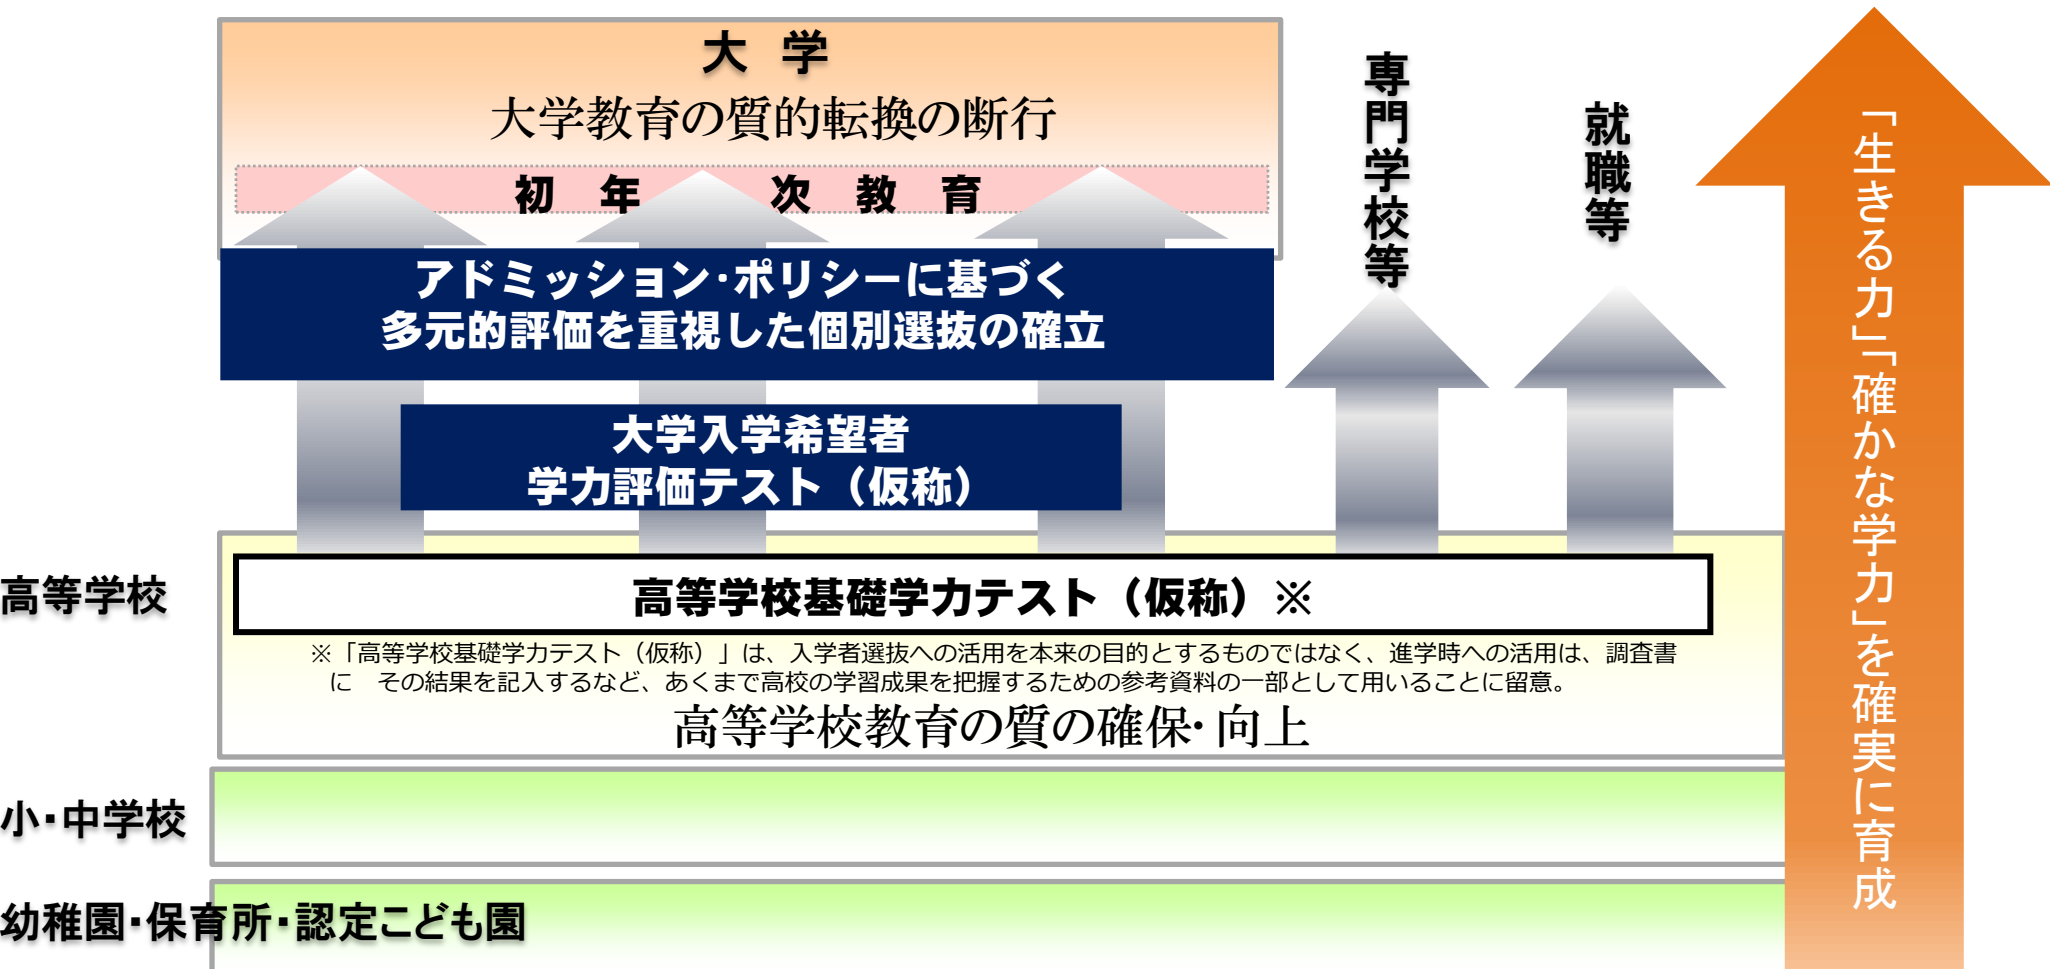 大 学
大学教育の質的転換の断行
初 年 次 教 育
アドミッション・ポリシーに基づく
多元的評価を重視した個別選抜の確立
大学入学希望者
学力評価テスト（仮称）
専門学校等
就職等
「生きる力」「確かな学力」を確実に育成
高等学校
高等学校基礎学力テスト（仮称）※
※「高等学校基礎学力テスト（仮称）」は、入学者選抜への活用を本来の目的とするものではなく、進学時への活用は、調査書
に　その結果を記入するなど、あくまで高校の学習成果を把握するための参考資料の一部として用いることに留意。
高等学校教育の質の確保・向上
小・中学校
幼稚園・保育所・認定こども園